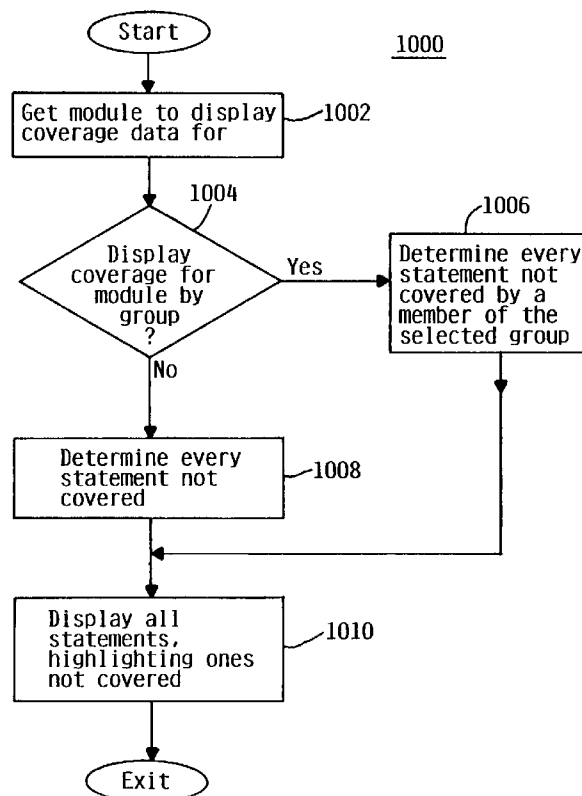 Start
1000
Get module to display
coverage data for
1002
1004
Display
coverage for
module by
group
?
Yes
No
1006
Determine every
statement not
covered by a
member of the
selected group
Determine every
statement not
covered
1008
Display all
statements,
highlighting ones
not covered
1010
Exit